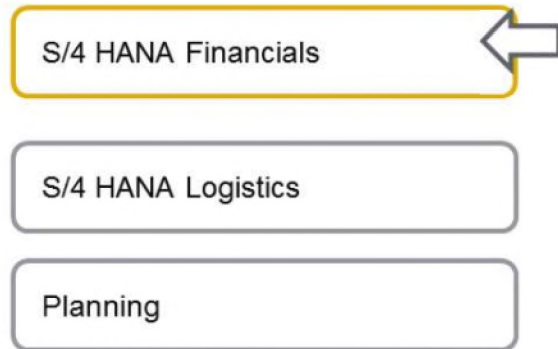 S/4 HANA Financials
S/4 HANA Logistics
Planning